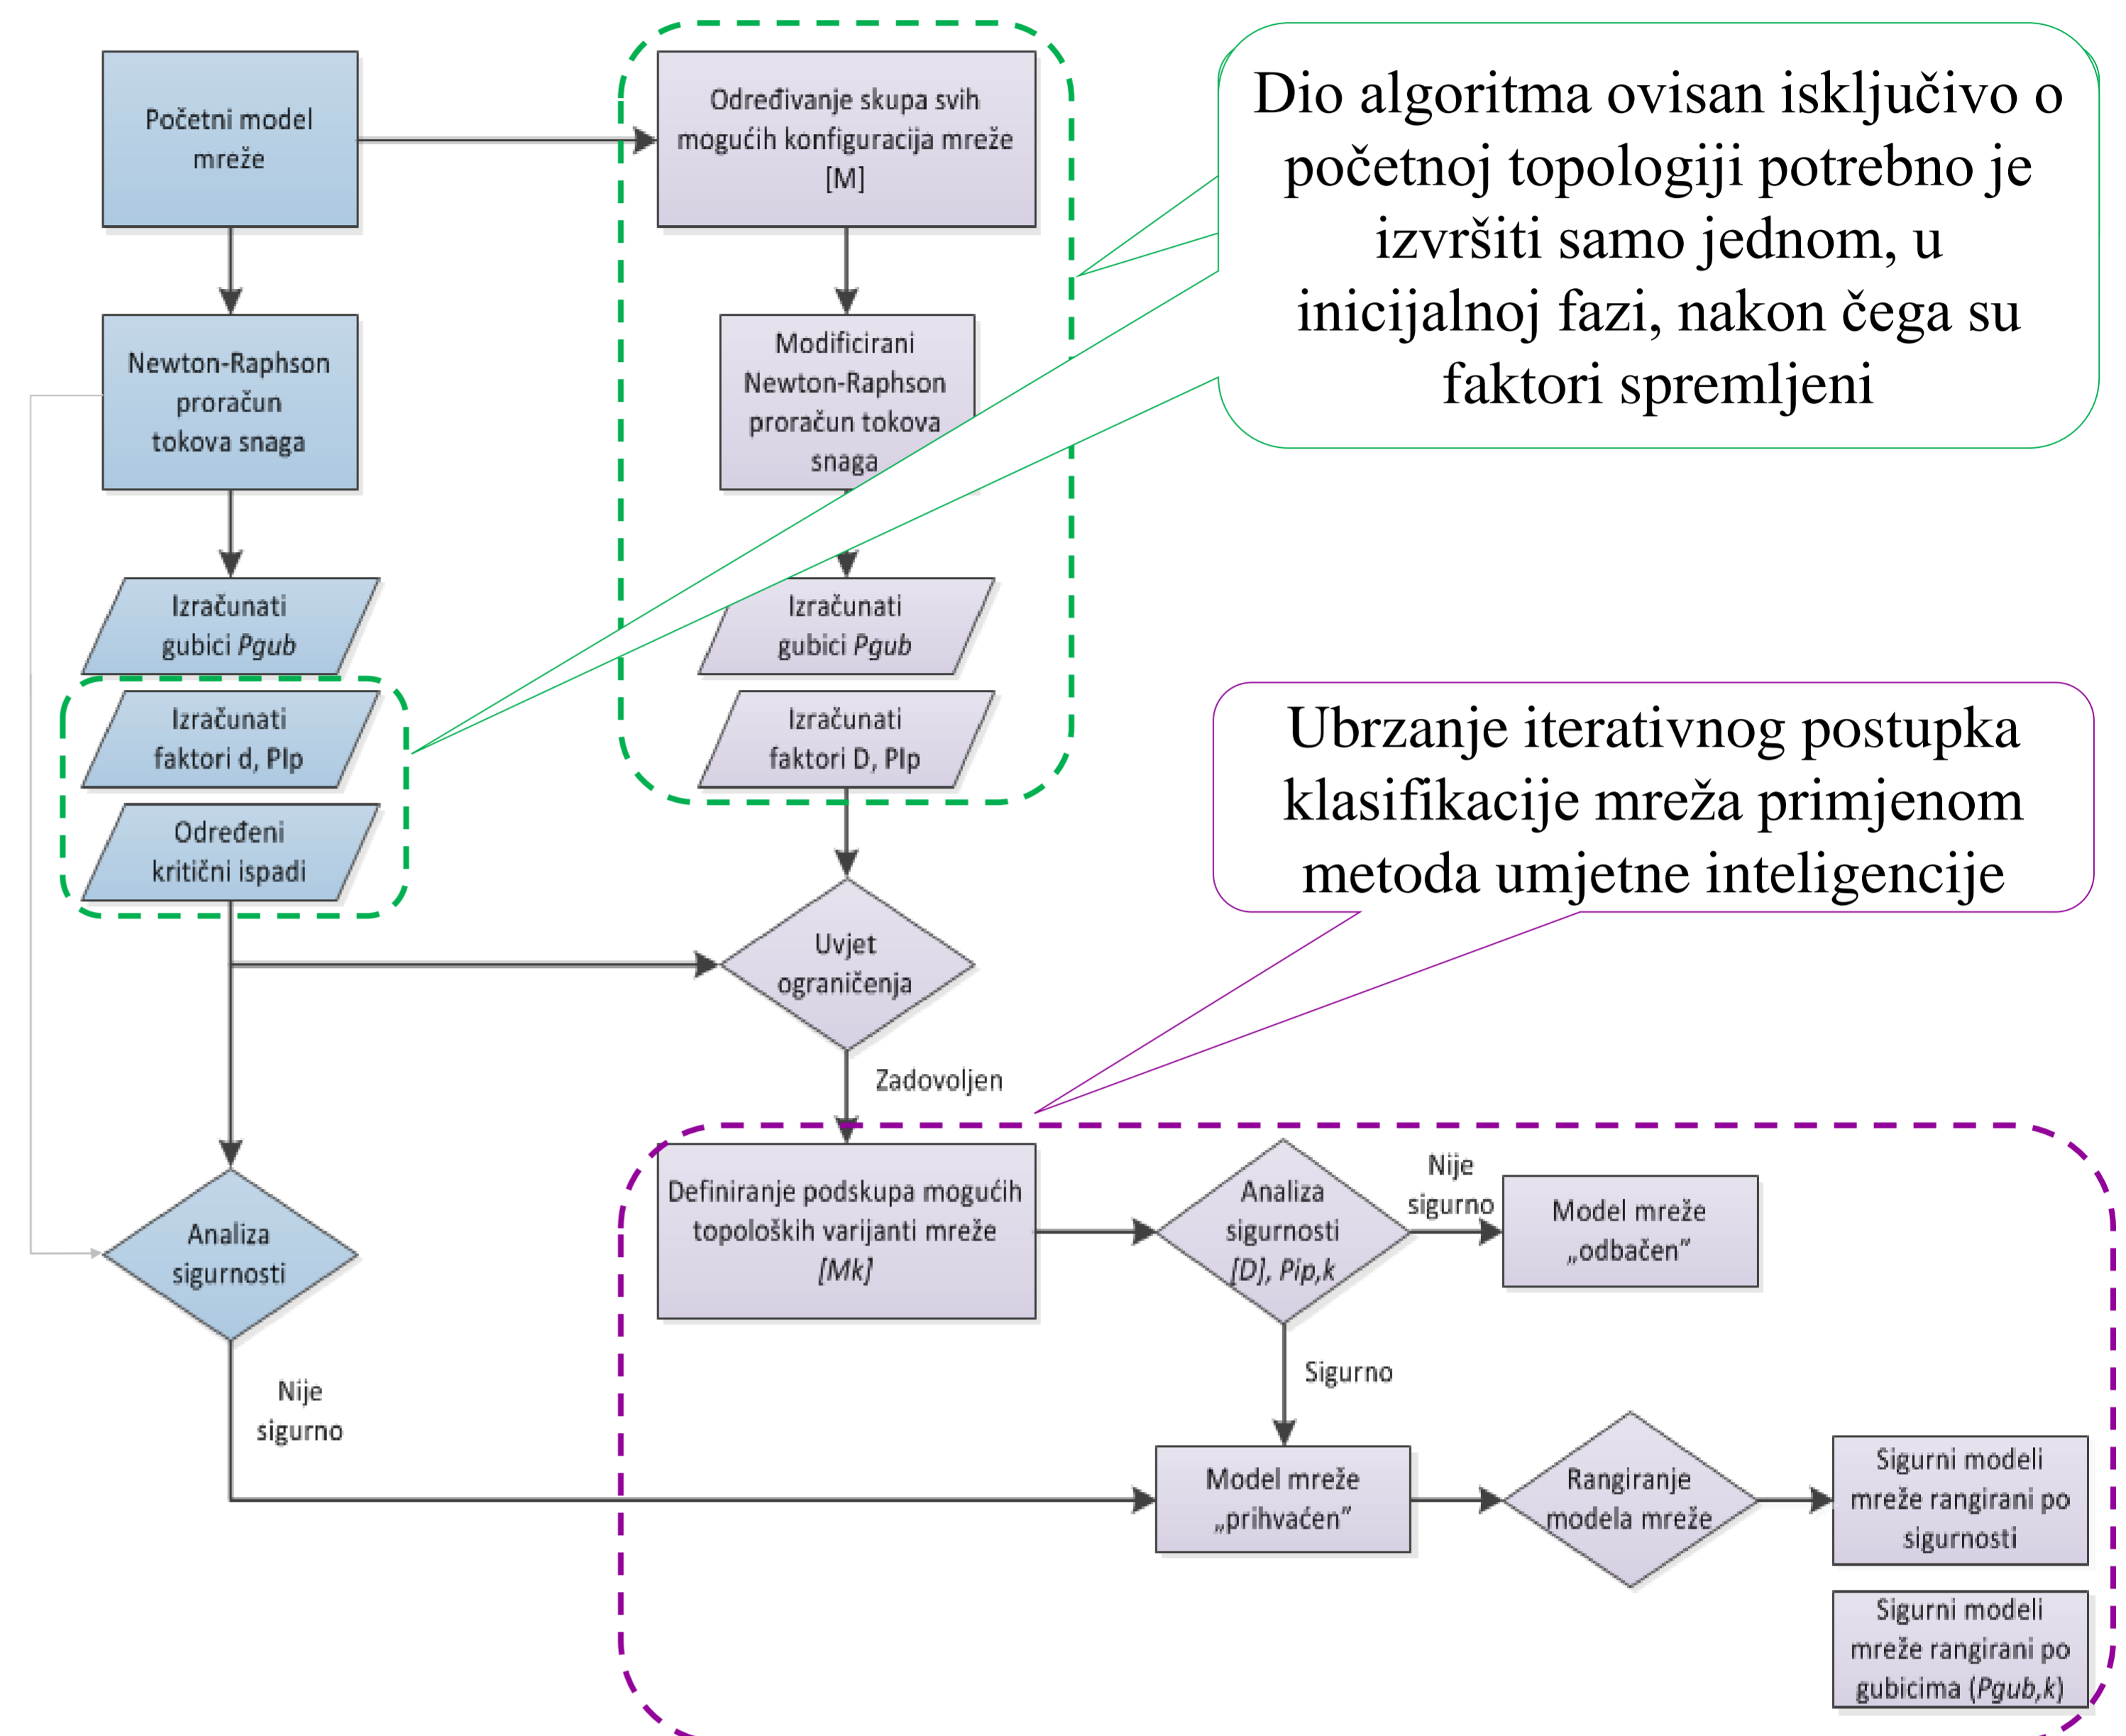 Početni model
mreže
Određivanje skupa svih
mogućih konfiguracija mreže
[M]
Dio algoritma ovisan isključivo o
početnoj topologiji potrebno je
izvršiti samo jednom, u
inicijalnoj fazi, nakon čega su
faktori spremljeni
Newton-Raphson
proračun
tokova snaga
Modificirani
Newton-Raphson
proračun tokova
snaga
Izračunati
gubici Pgub
Izračunati
gubici Pgub
Izračunati
faktori d, PIp
Izračunati
faktori D, PIp
Određeni
kritični ispadi
Ubrzanje iterativnog postupka
klasifikacije mreža primjenom
metoda umjetne inteligencije
Uvjet
ograničenja
Zadovoljen
Definiranje podskupa mogućih
topoloških varijanti mreže
[Mk]
Analiza
sigurnosti
[D], Pip,k
Nije
sigurno
Model mreže
„odbačen”
Analiza
sigurnosti
Nije
sigurno
Sigurno
Model mreže
„prihvaćen”
Rangiranje
modela mreže
Sigurni modeli
mreže rangirani po
sigurnosti
Sigurni modeli
mreže rangirani po
gubicima (Pgub,k)